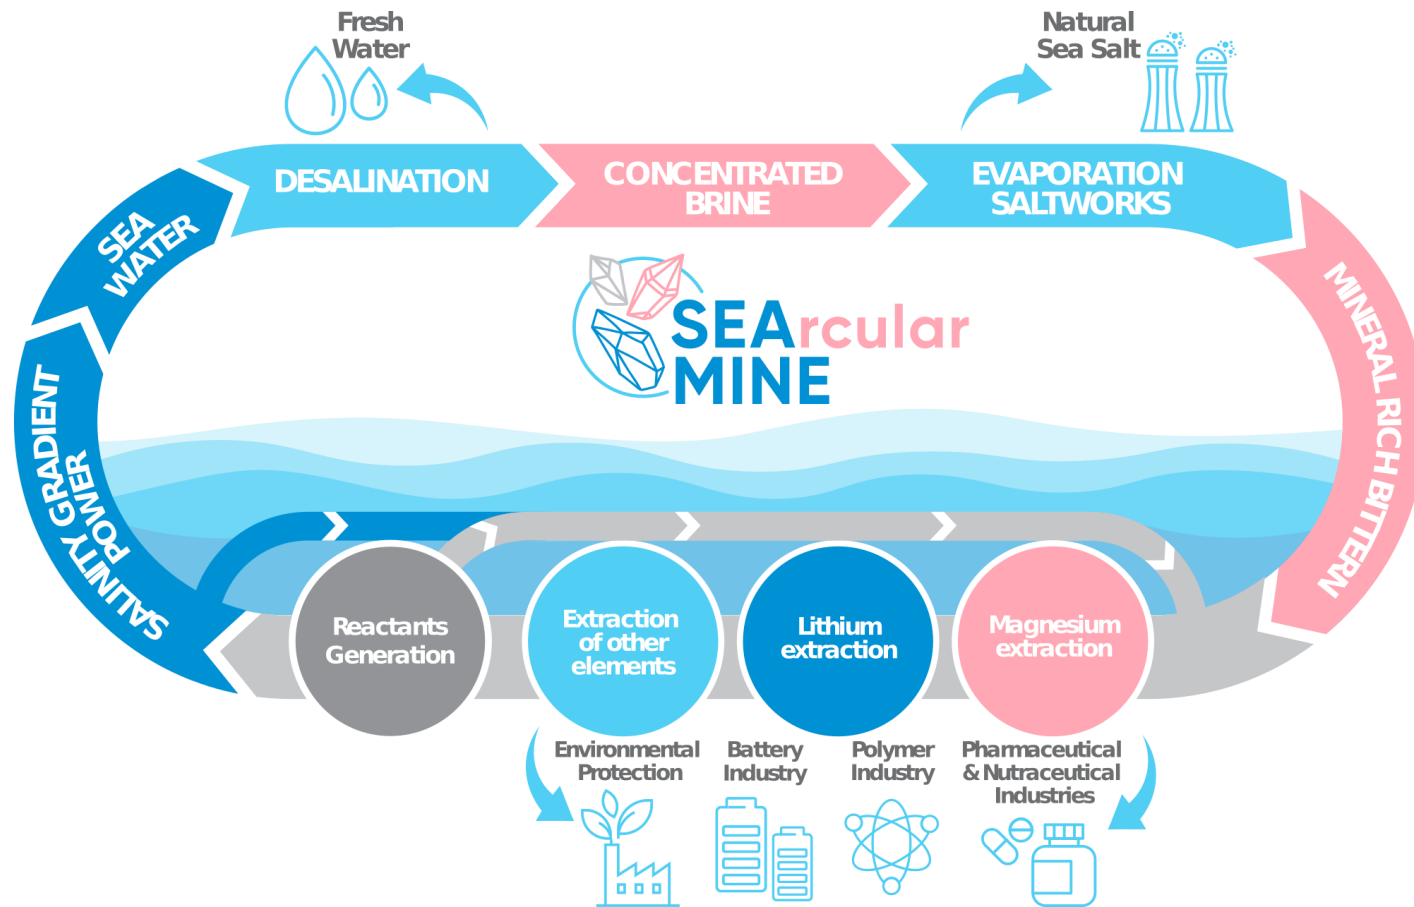 Fresh
Water
Natural
Sea Salt
DESALINATION
CONCENTRATED
BRINE
EVAPORATION
SALTWORKS
SEA
WATER
MINERAL RICH BITTERN
SEArcular
MINE
SALINITY GRADIENT
POWER
Reactants
Generation
Extraction
of other
elements
Lithium
extraction
Magnesium
extraction
Environmental
Protection
Battery
Industry
Polymer
Industry
Pharmaceutical
& Nutraceutical
Industries